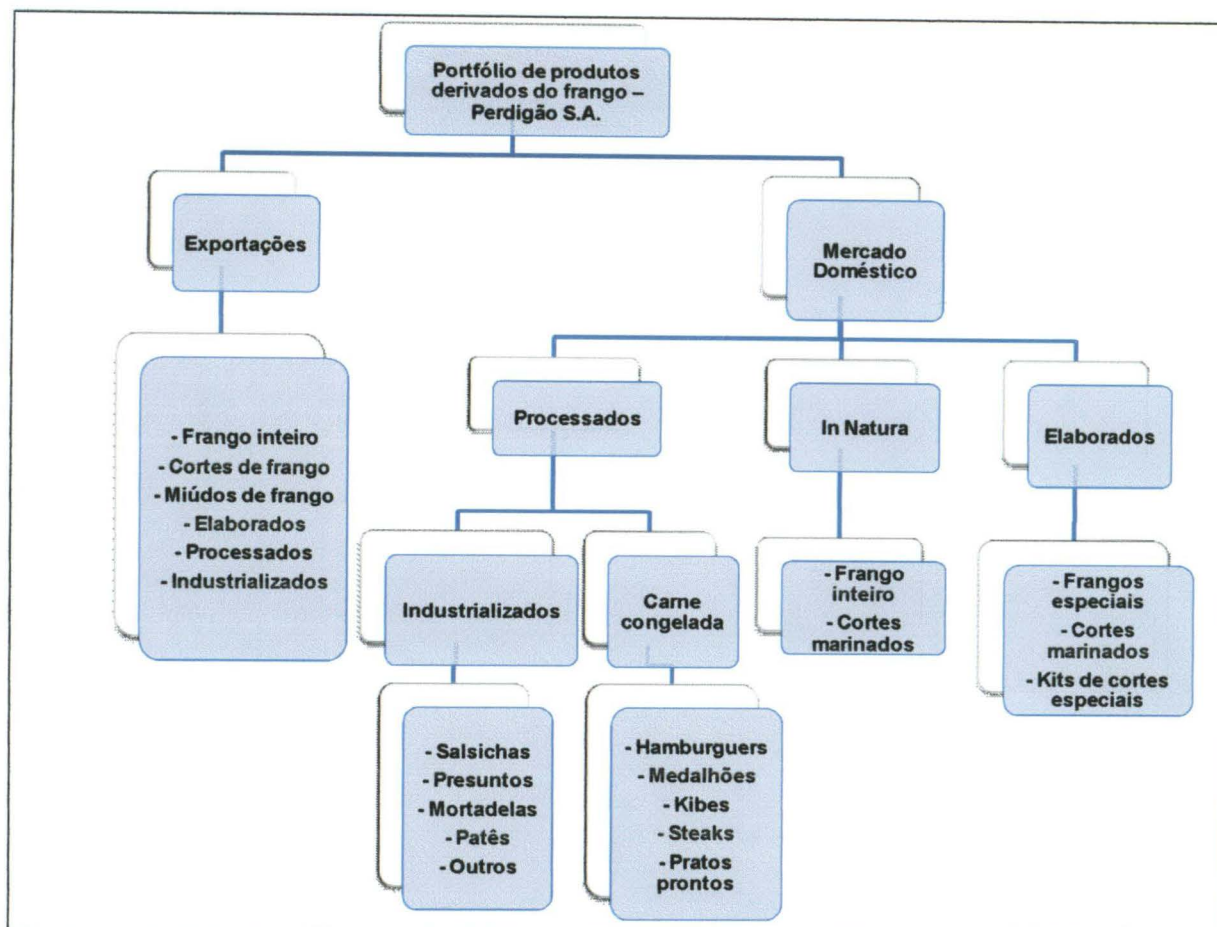 Portfólio de produtos
derivados do frango –
Perdigão S.A.
Exportações
Mercado
Doméstico
- Frango inteiro
- Cortes de frango
- Miúdos de frango
- Elaborados
- Processados
- Industrializados
Processados
In Natura
Elaborados
Industrializados
Carne
congelada
- Frango
inteiro
- Cortes
marinados
- Frangos
especiais
- Cortes
marinados
- Kits de cortes
especiais
- Salsichas
- Presuntos
- Mortadelas
- Patês
- Outros
- Hamburguers
- Medalhões
- Kibes
- Steaks
- Pratos
prontos